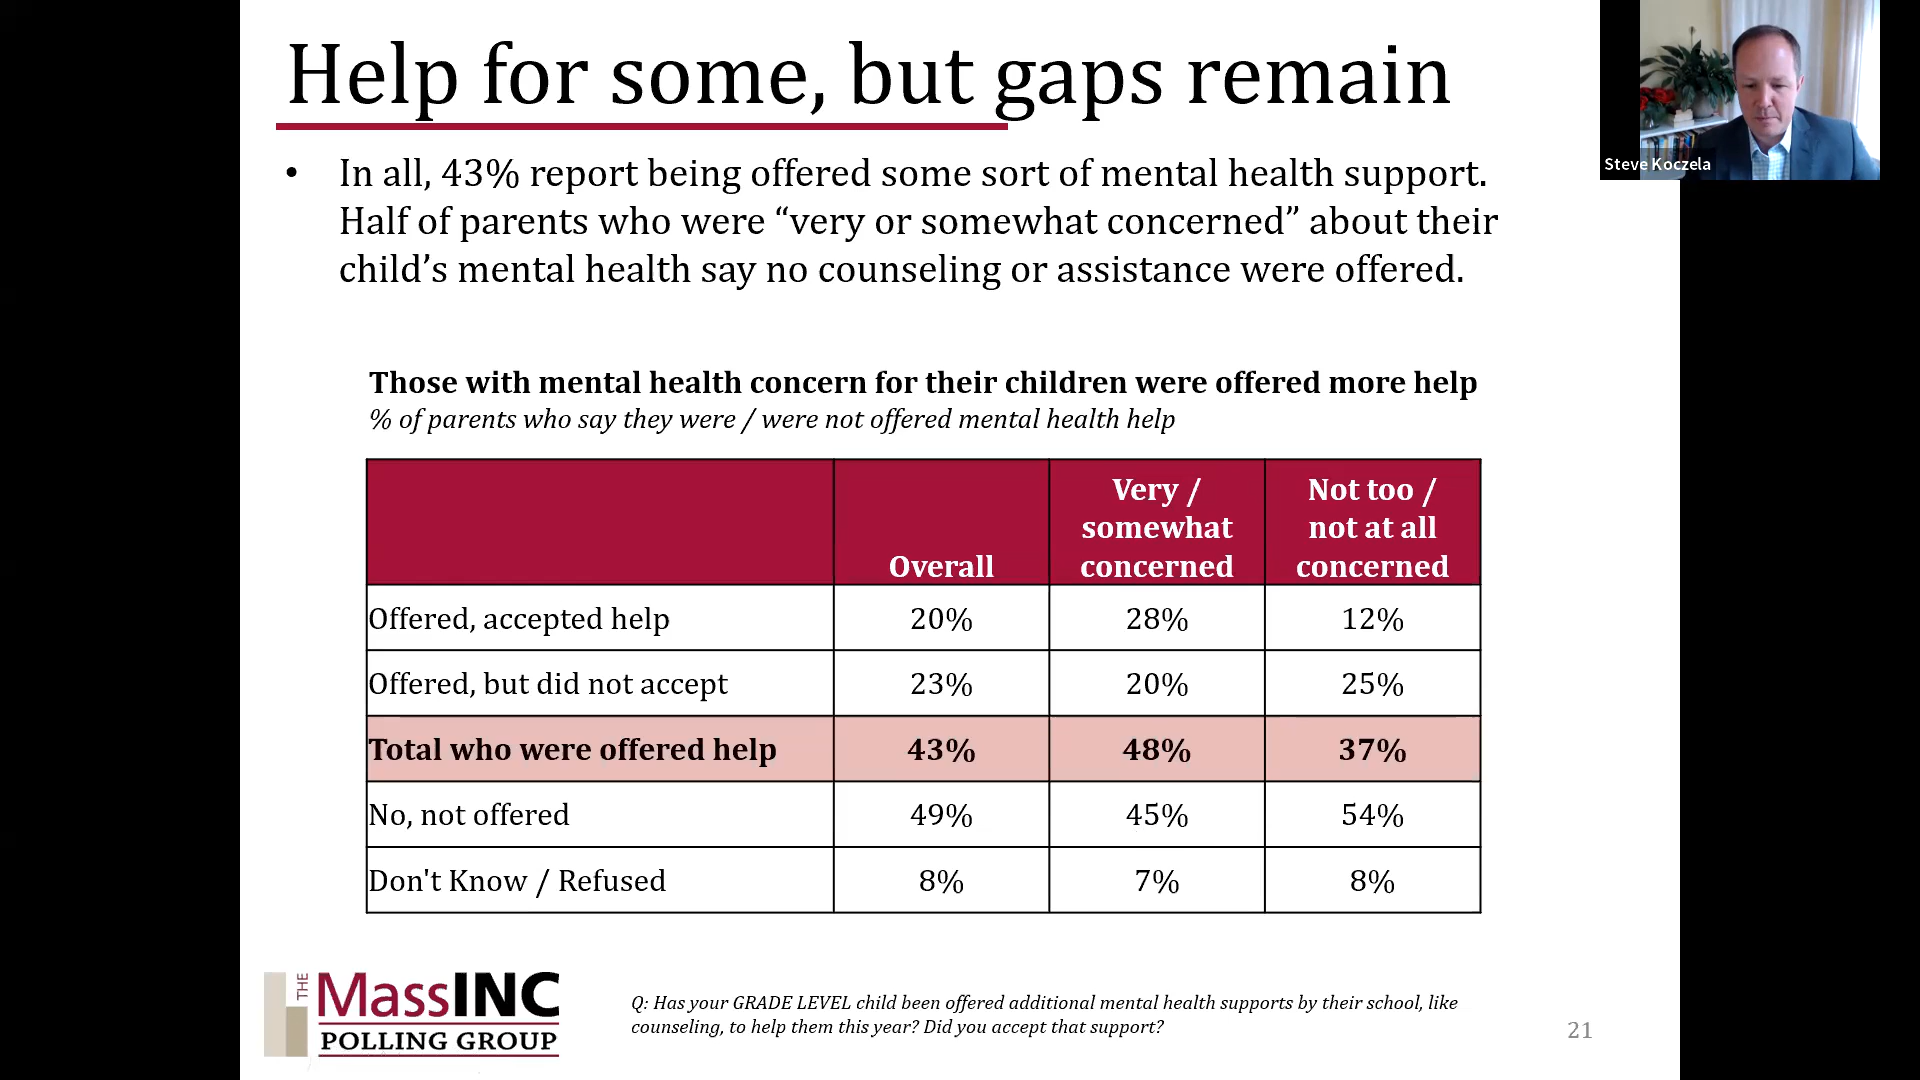 Help for some, but gaps remain
Steve Koczela
• In all, 43% report being offered some sort of mental health support.
Half of parents who were “very or somewhat concerned” about their
child’s mental health say no counseling or assistance were offered.
Those with mental health concern for their children were offered more help
% of parents who say they were / were not offered mental health help
Overall
Very /
somewhat
concerned
Not too /
not at all
concerned
Offered, accepted help 20% 28% 12%
Offered, but did not accept 23% 20% 25%
Total who were offered help 43% 48% 37%
No, not offered 49% 45% 54%
Don't Know / Refused 8% 7% 8%
THE
MassINC
POLLING GROUP
Q: Has your GRADE LEVEL child been offered additional mental health supports by their school, like
counseling, to help them this year? Did you accept that support?
21